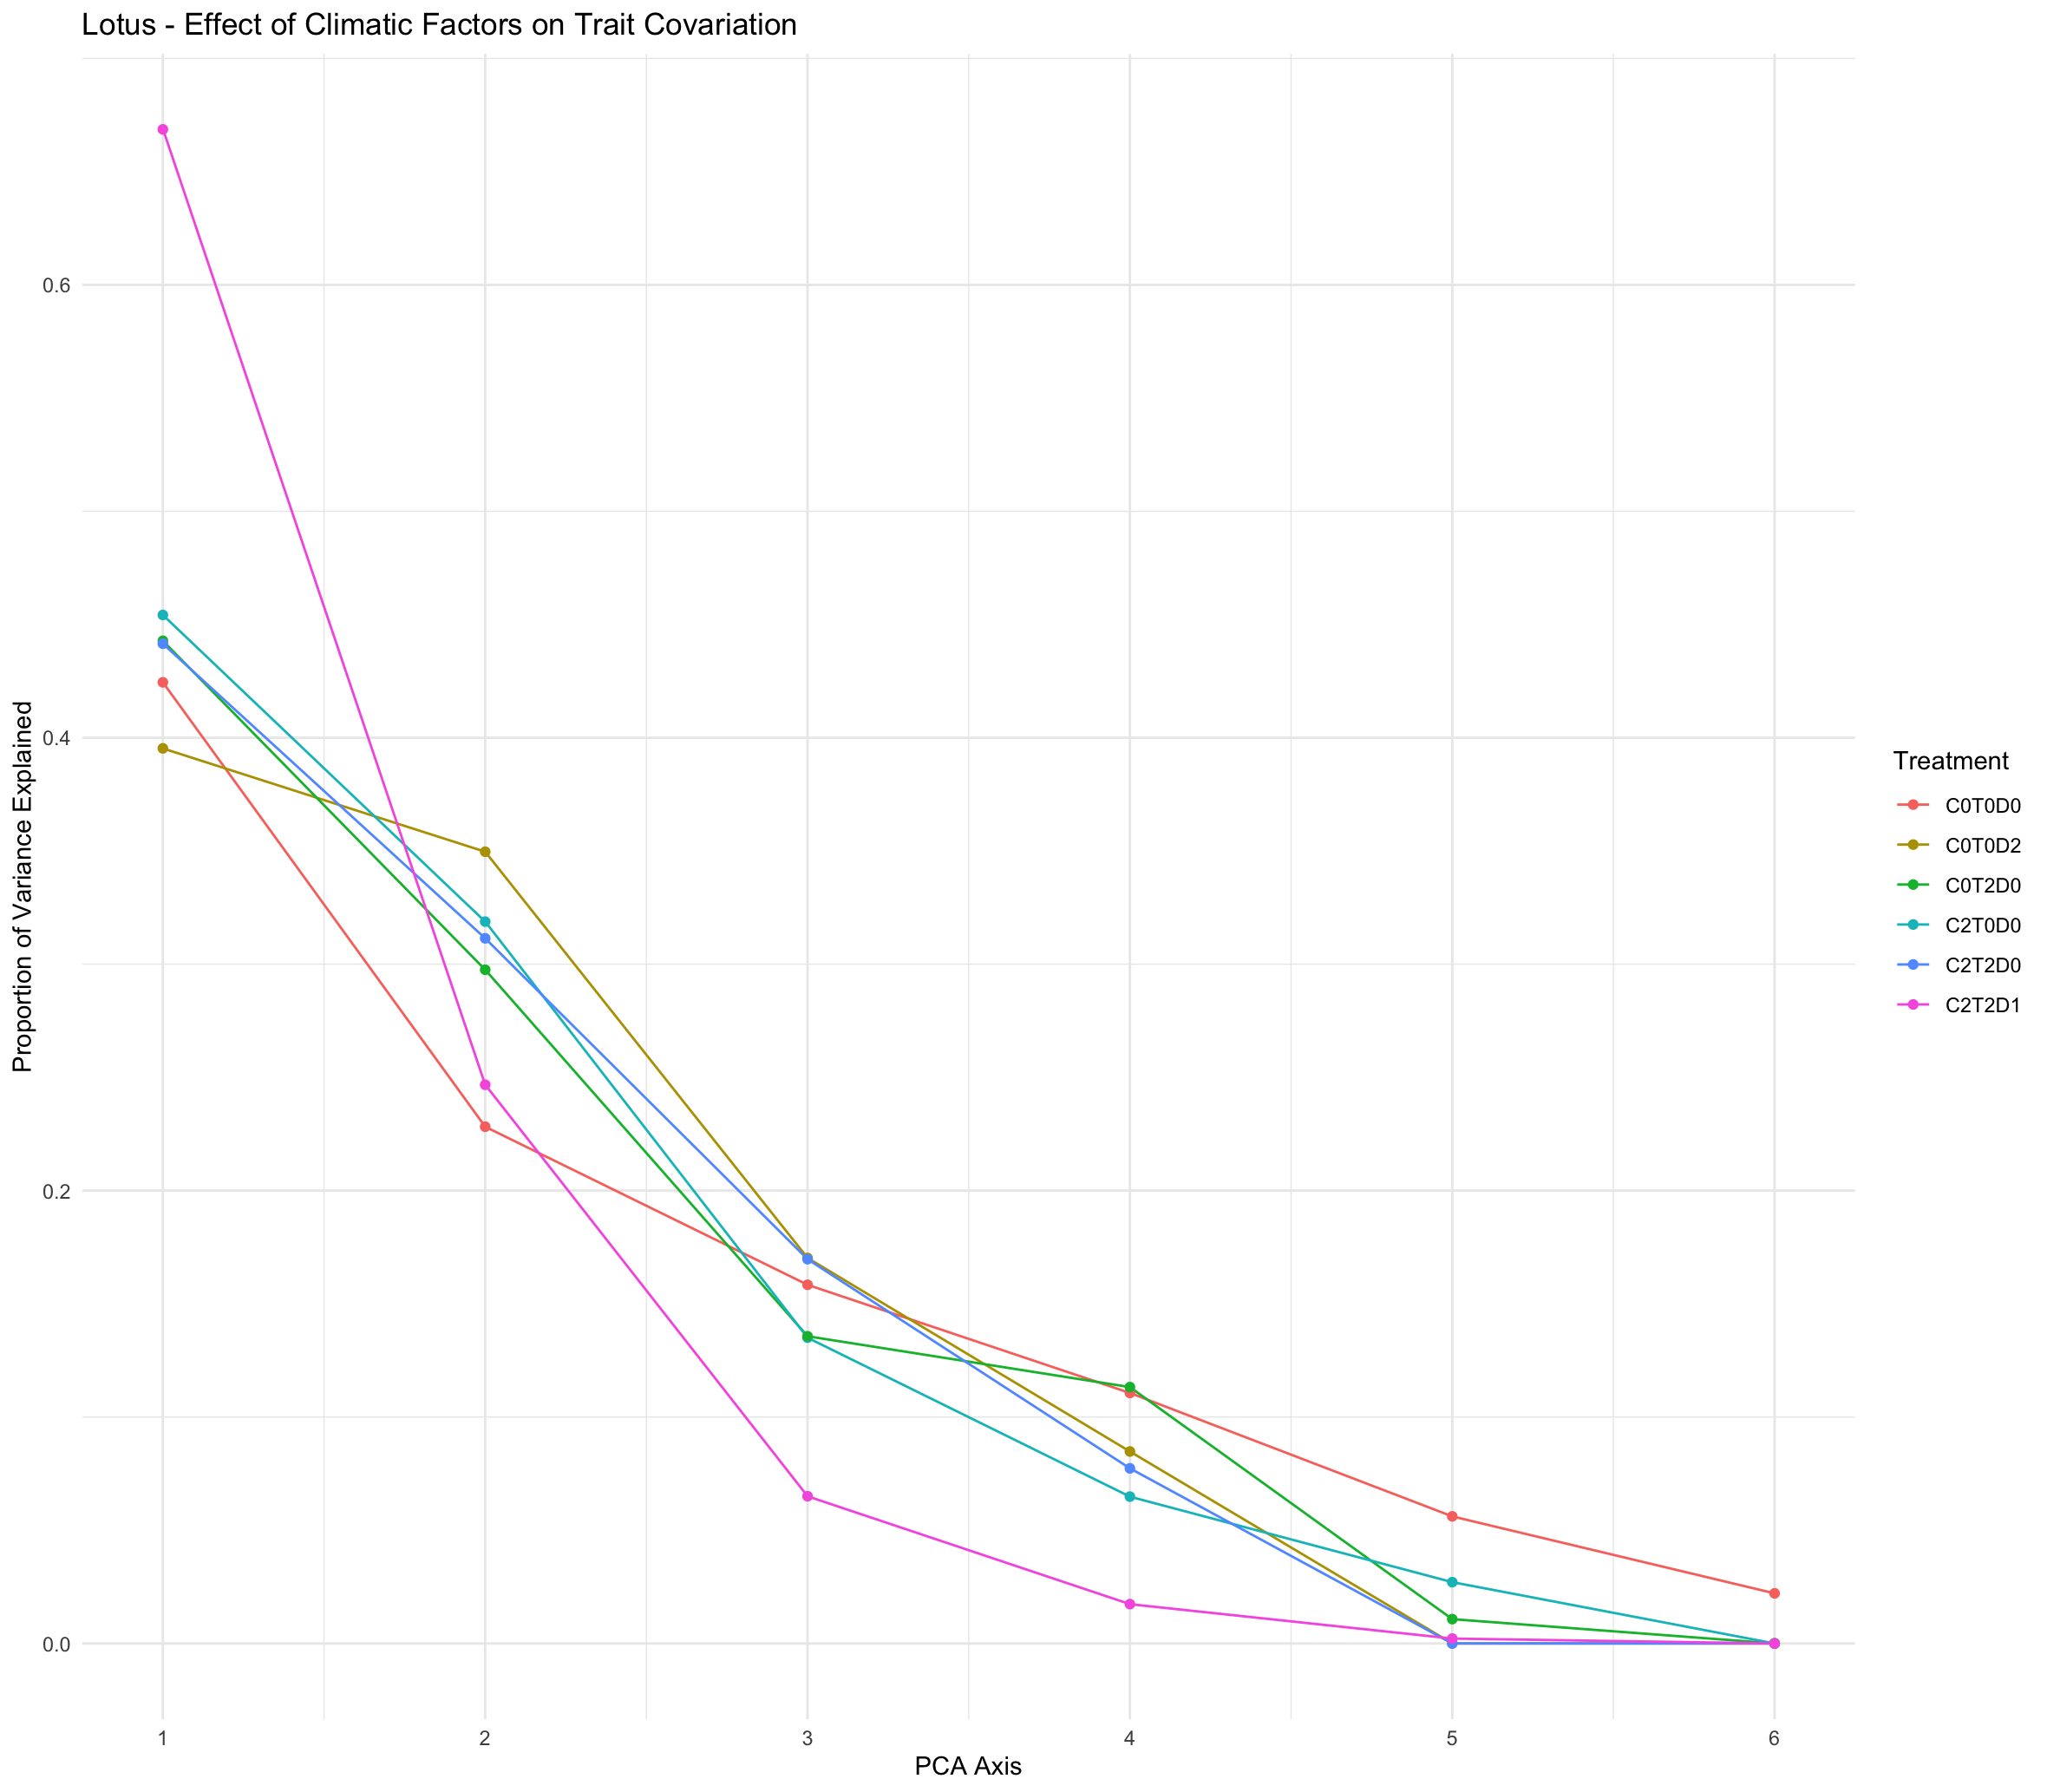 Lotus - Effect of Climatic Factors on Trait Covariation
Proportion of Variance Explained
0.6
0.4
0.2
0.0
1 2 3 4 5 6
PCA Axis
Treatment
C0T0D0
C0T0D2
C0T2D0
C2T0D0
C2T2D0
C2T2D1